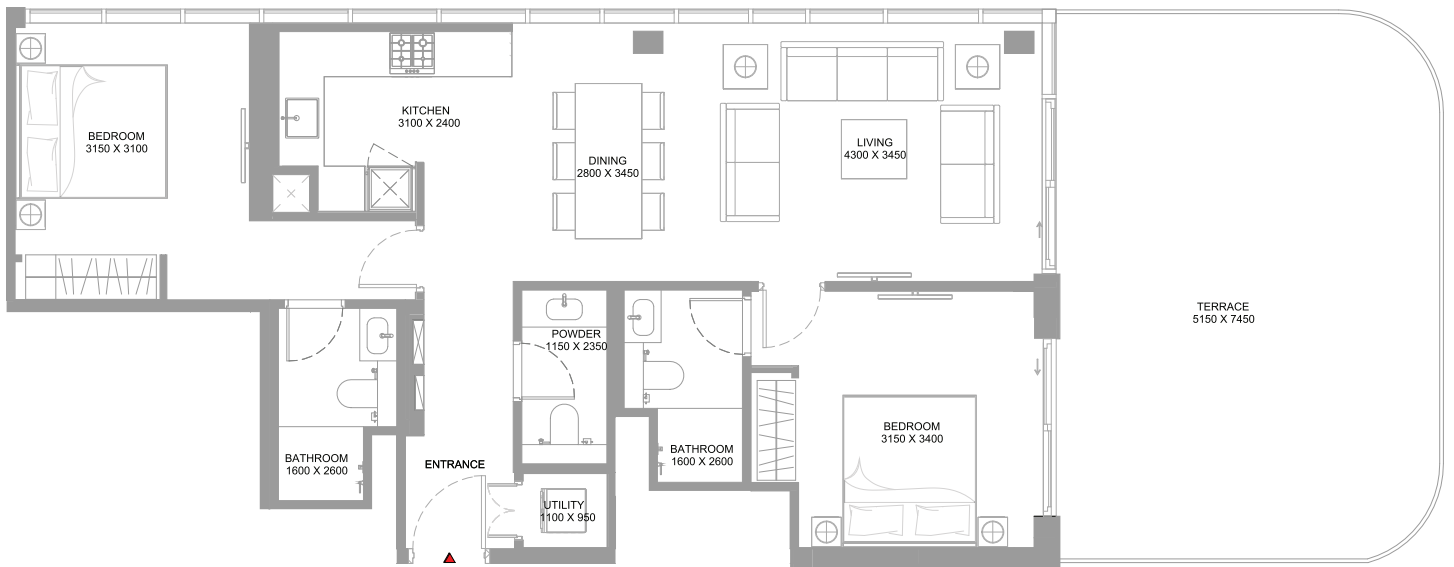 KITCHEN
3100 X 2400
BEDROOM
3150 X 3100
LIVING
4300 X 3450
DINING
2800 X 3450
TERRACE
5150 X 7450
POWDER
1150 X 2350
BEDROOM
3150 X 3400
BATHROOM
1600 X 2600
BATHROOM
1600 X 2600
ENTRANCE
UTILITY
1100 X 950